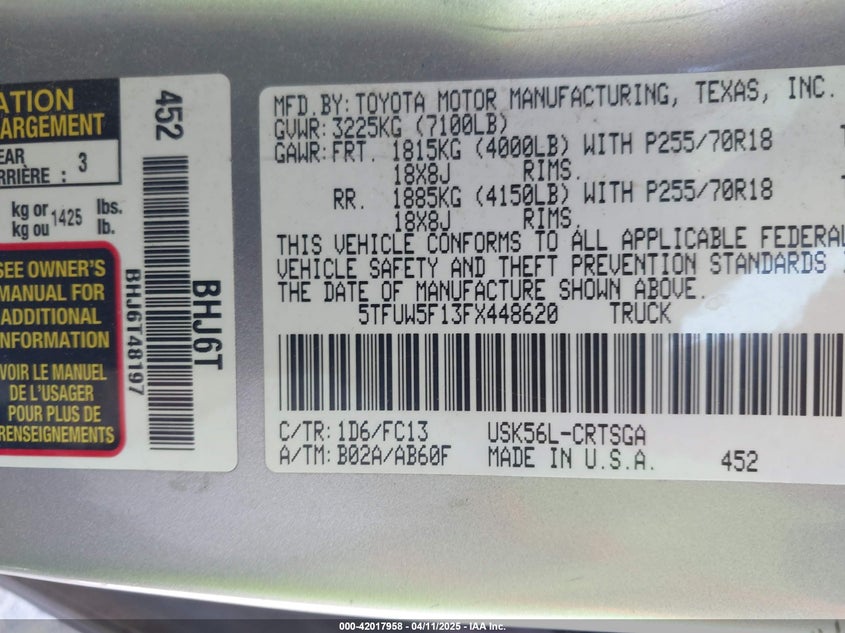 ATION
ARGEMENT
EAR
RRIÈRE : 3
kg or 1425 lbs.
kg ou lb.
SEE OWNER'S
MANUAL FOR
ADDITIONAL
INFORMATION
VOIR LE MANUEL
DE L'USAGER
POUR PLUS DE
RENSEIGNEMENTS
452
BHJ6T
BHJ6T48197
MFD.BY: TOYOTA MOTOR MANUFACTURING, TEXAS, INC.
GVWR: 3225KG (7100LB)
GAWR: FRT. 1815KG (4000LB) WITH P255/70R18
18X8J RIMS.
RR. 1885KG (4150LB) WITH P255/70R18
18X8J RIMS.
THIS VEHICLE CONFORMS TO ALL APPLICABLE FEDERAL
VEHICLE SAFETY AND THEFT PREVENTION STANDARDS
THE DATE OF MANUFACTURE SHOWN ABOVE.
5TFUW5F13FX448620 TRUCK
C/TR: 1D6/FC13 USK56L-CRTSGA
A/TM: B02A/AB60F MADE IN U.S.A. 452
000-42017958 - 04/11/2025 - IAA Inc.